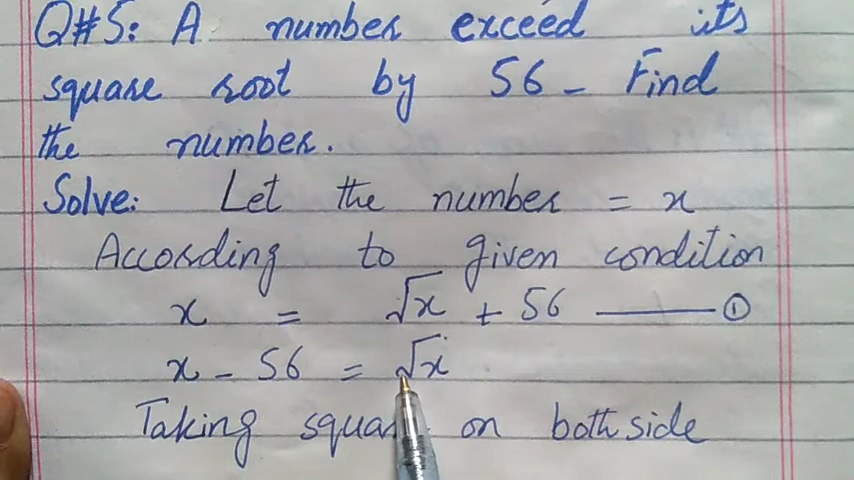 Q#5: A number exceed its
square root by 56 - Find
the number.
Solve: Let the number = x
According to given condition
x = √x + 56 ——— ①
x - 56 = √x
Taking on both side